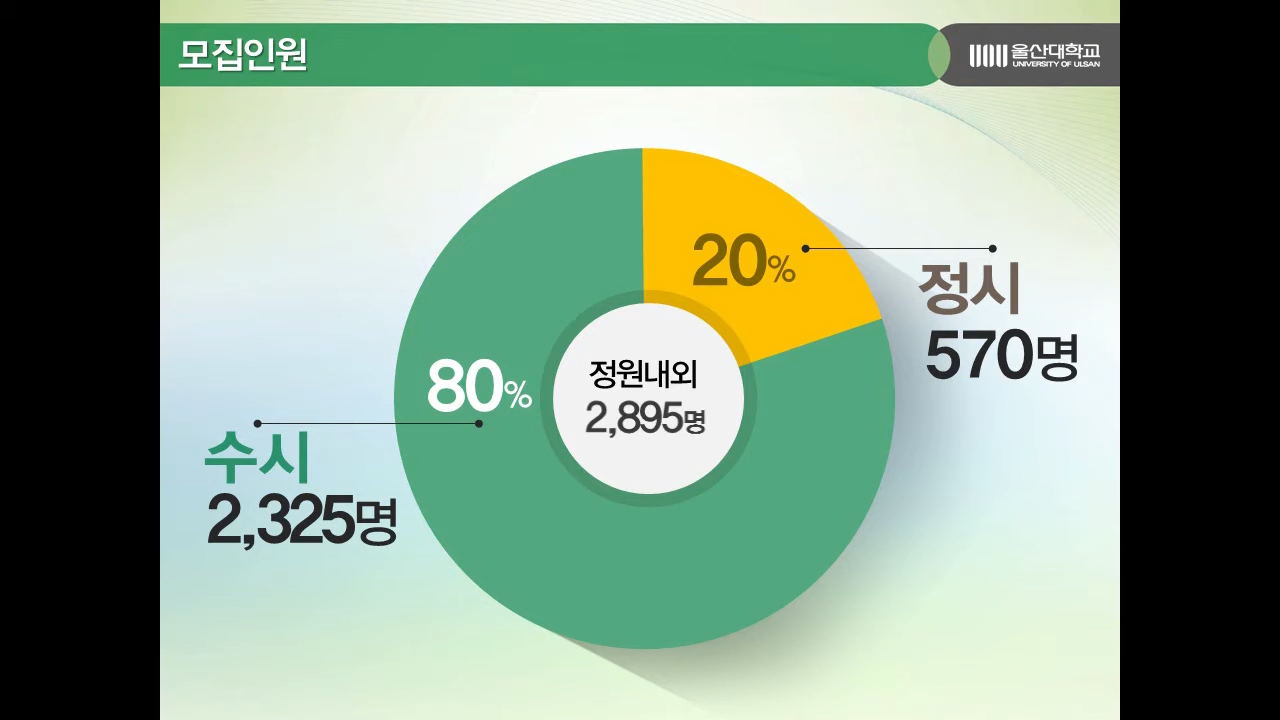 모집인원
울산대학교
UNIVERSITY OF ULSAN
20%
정시
570명
80%
수시
2,325명
정원내외
2,895명